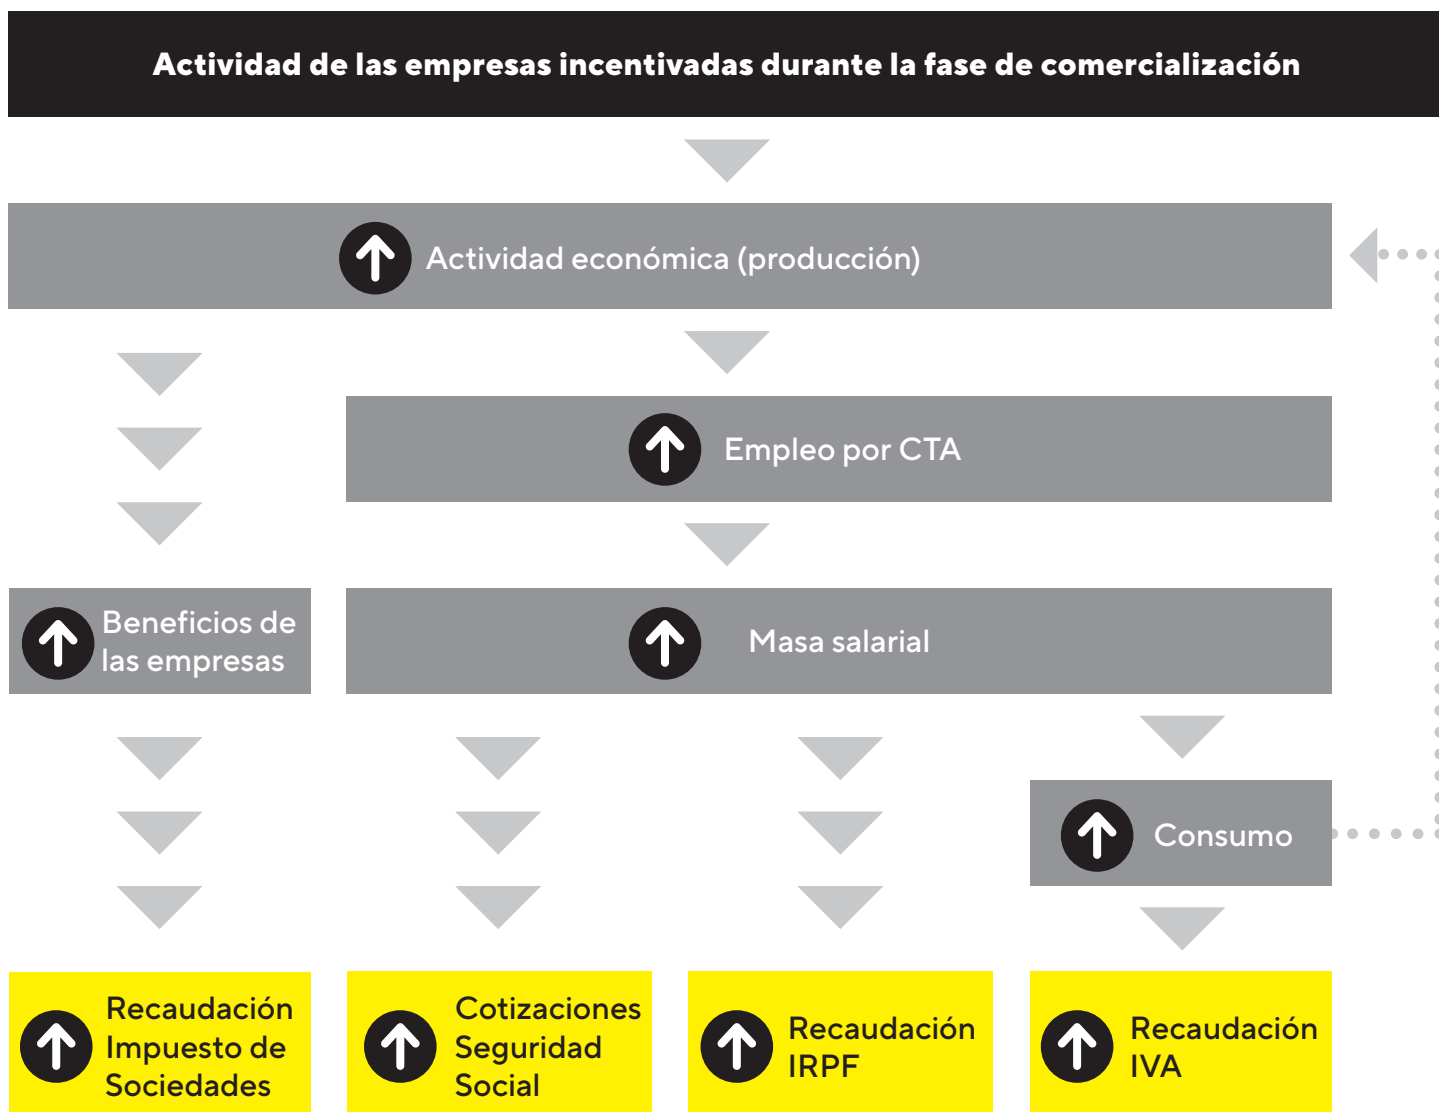 Actividad de las empresas incentivadas durante la fase de comercialización
Actividad económica (producción)
Empleo por CTA
Beneficios de
las empresas
Masa salarial
Consumo
Recaudación
Impuesto de
Sociedades
Cotizaciones
Seguridad
Social
Recaudación
IRPF
Recaudación
IVA